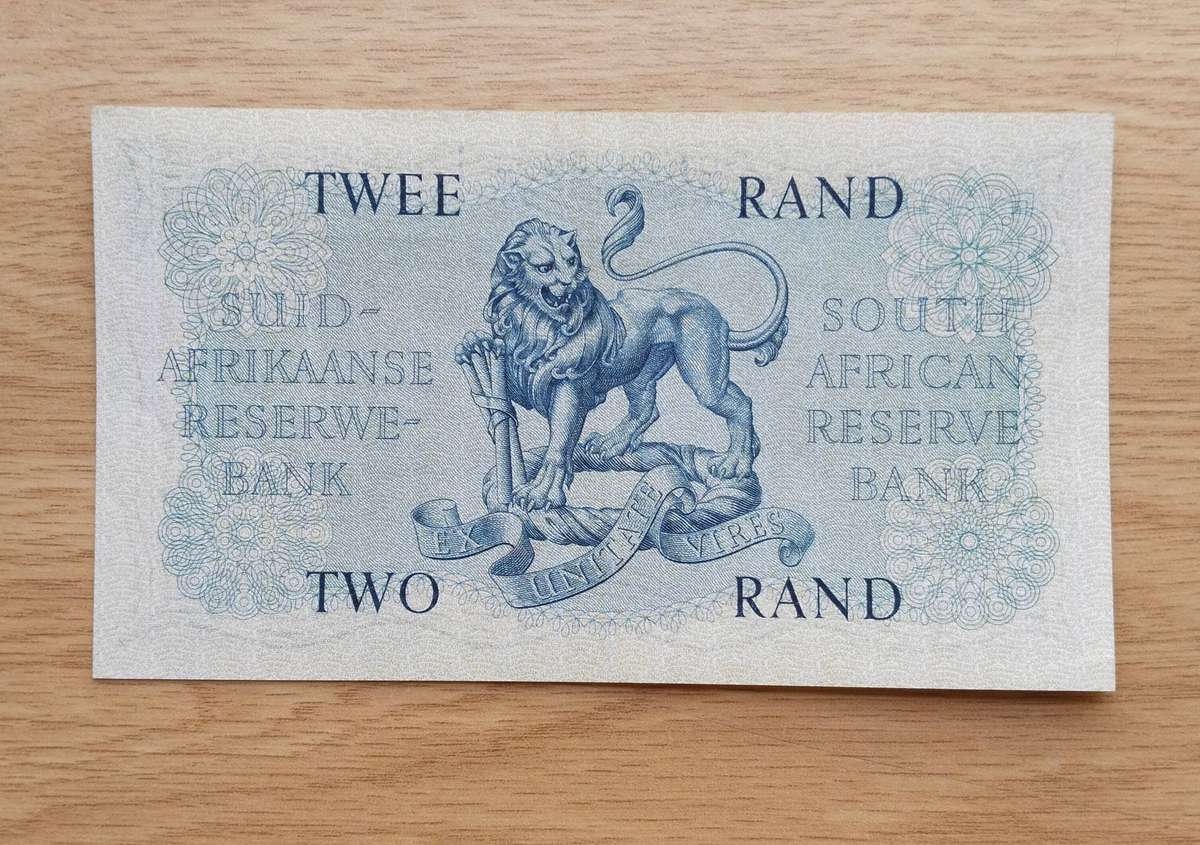 TWEE RAND
SUID-
AFRIKAANSE
RESERWE-
BANK
SOUTH
AFRICAN
RESERVE
BANK
EX UNITATE VIRES
TWO RAND